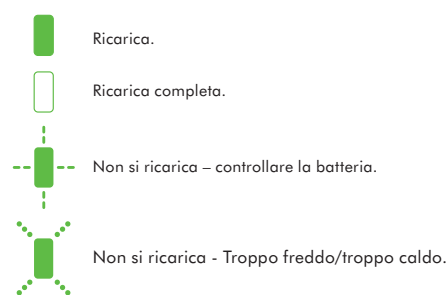 Ricarica.
Ricarica completa.
Non si ricarica – controllare la batteria.
Non si ricarica - Troppo freddo/troppo caldo.